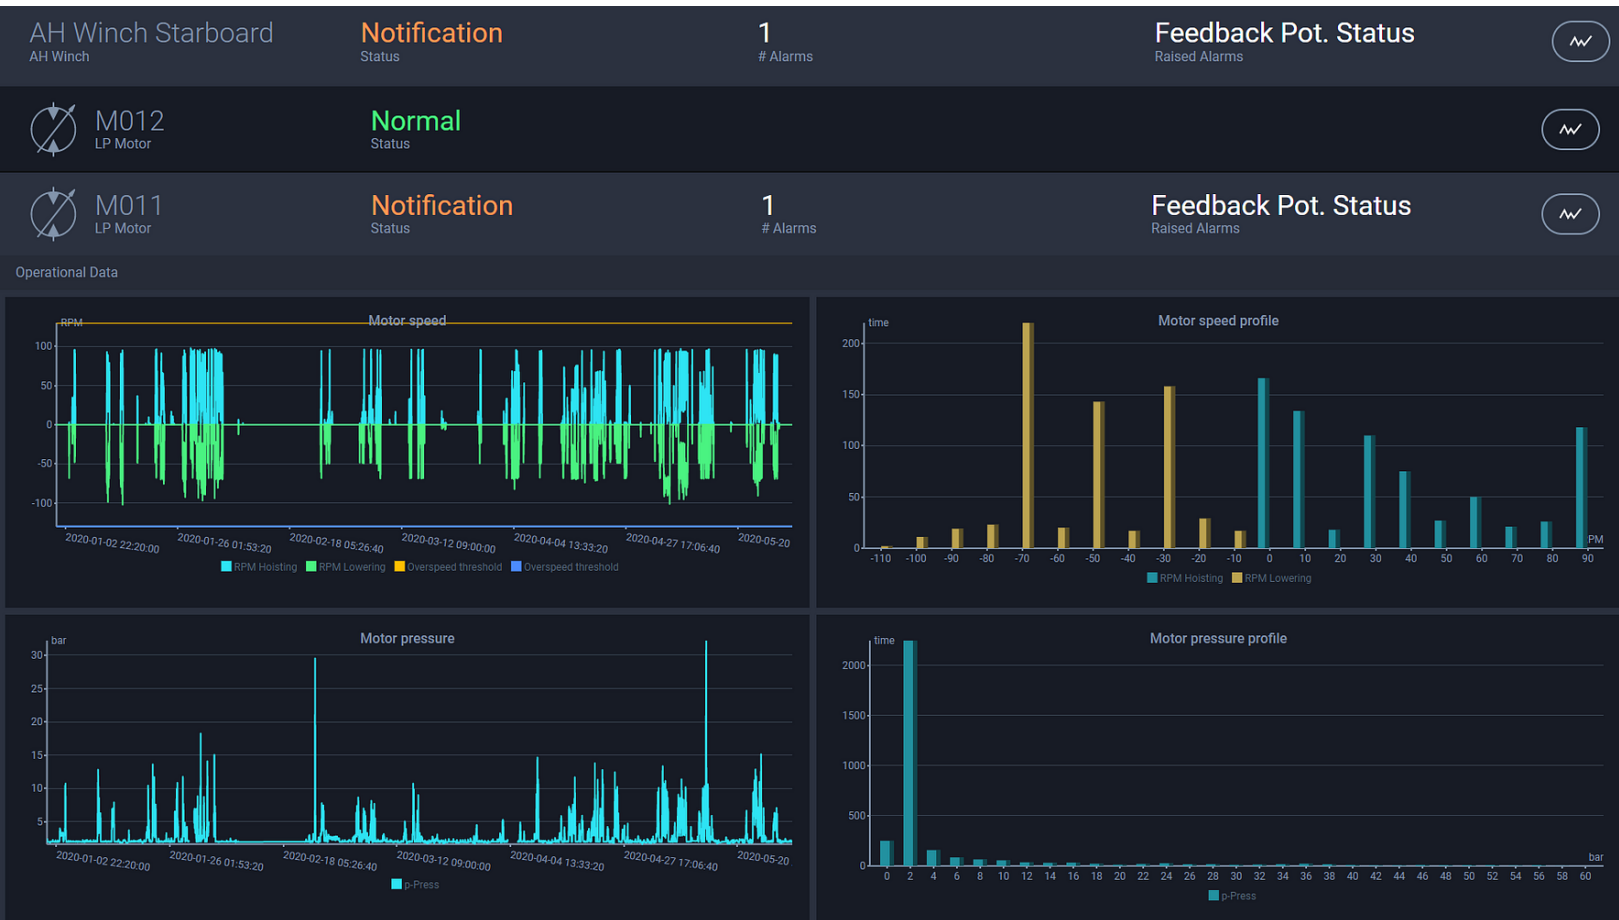 AH Winch Starboard Notification 1 Feedback Pot. Status
AH Winch Status # Alarms Raised Alarms
M012 Normal
LP Motor Status
M011 Notification 1 Feedback Pot. Status
LP Motor Status # Alarms Raised Alarms
Operational Data
Motor speed
RPM
100
50
0
-50
-100
2020-01-02 22:20:00 2020-01-26 01:53:20 2020-02-18 05:26:40 2020-03-12 09:00:00 2020-04-04 13:33:20 2020-04-27 17:06:40 2020-05-20
RPM Hoisting RPM Lowering Overspeed threshold Overspeed threshold
Motor speed profile
time
200
150
100
50
0
-110 -100 -90 -80 -70 -60 -50 -40 -30 -20 -10 0 10 20 30 40 50 60 70 80 90
PM
RPM Hoisting RPM Lowering
Motor pressure
bar
30
25
20
15
10
5
2020-01-02 22:20:00 2020-01-26 01:53:20 2020-02-18 05:26:40 2020-03-12 09:00:00 2020-04-04 13:33:20 2020-04-27 17:06:40 2020-05-20
p-Press
Motor pressure profile
time
2000
1500
1000
500
0
bar
0 2 4 6 8 10 12 14 16 18 20 22 24 26 28 30 32 34 36 38 40 42 44 46 48 50 52 54 56 58 60
p-Press